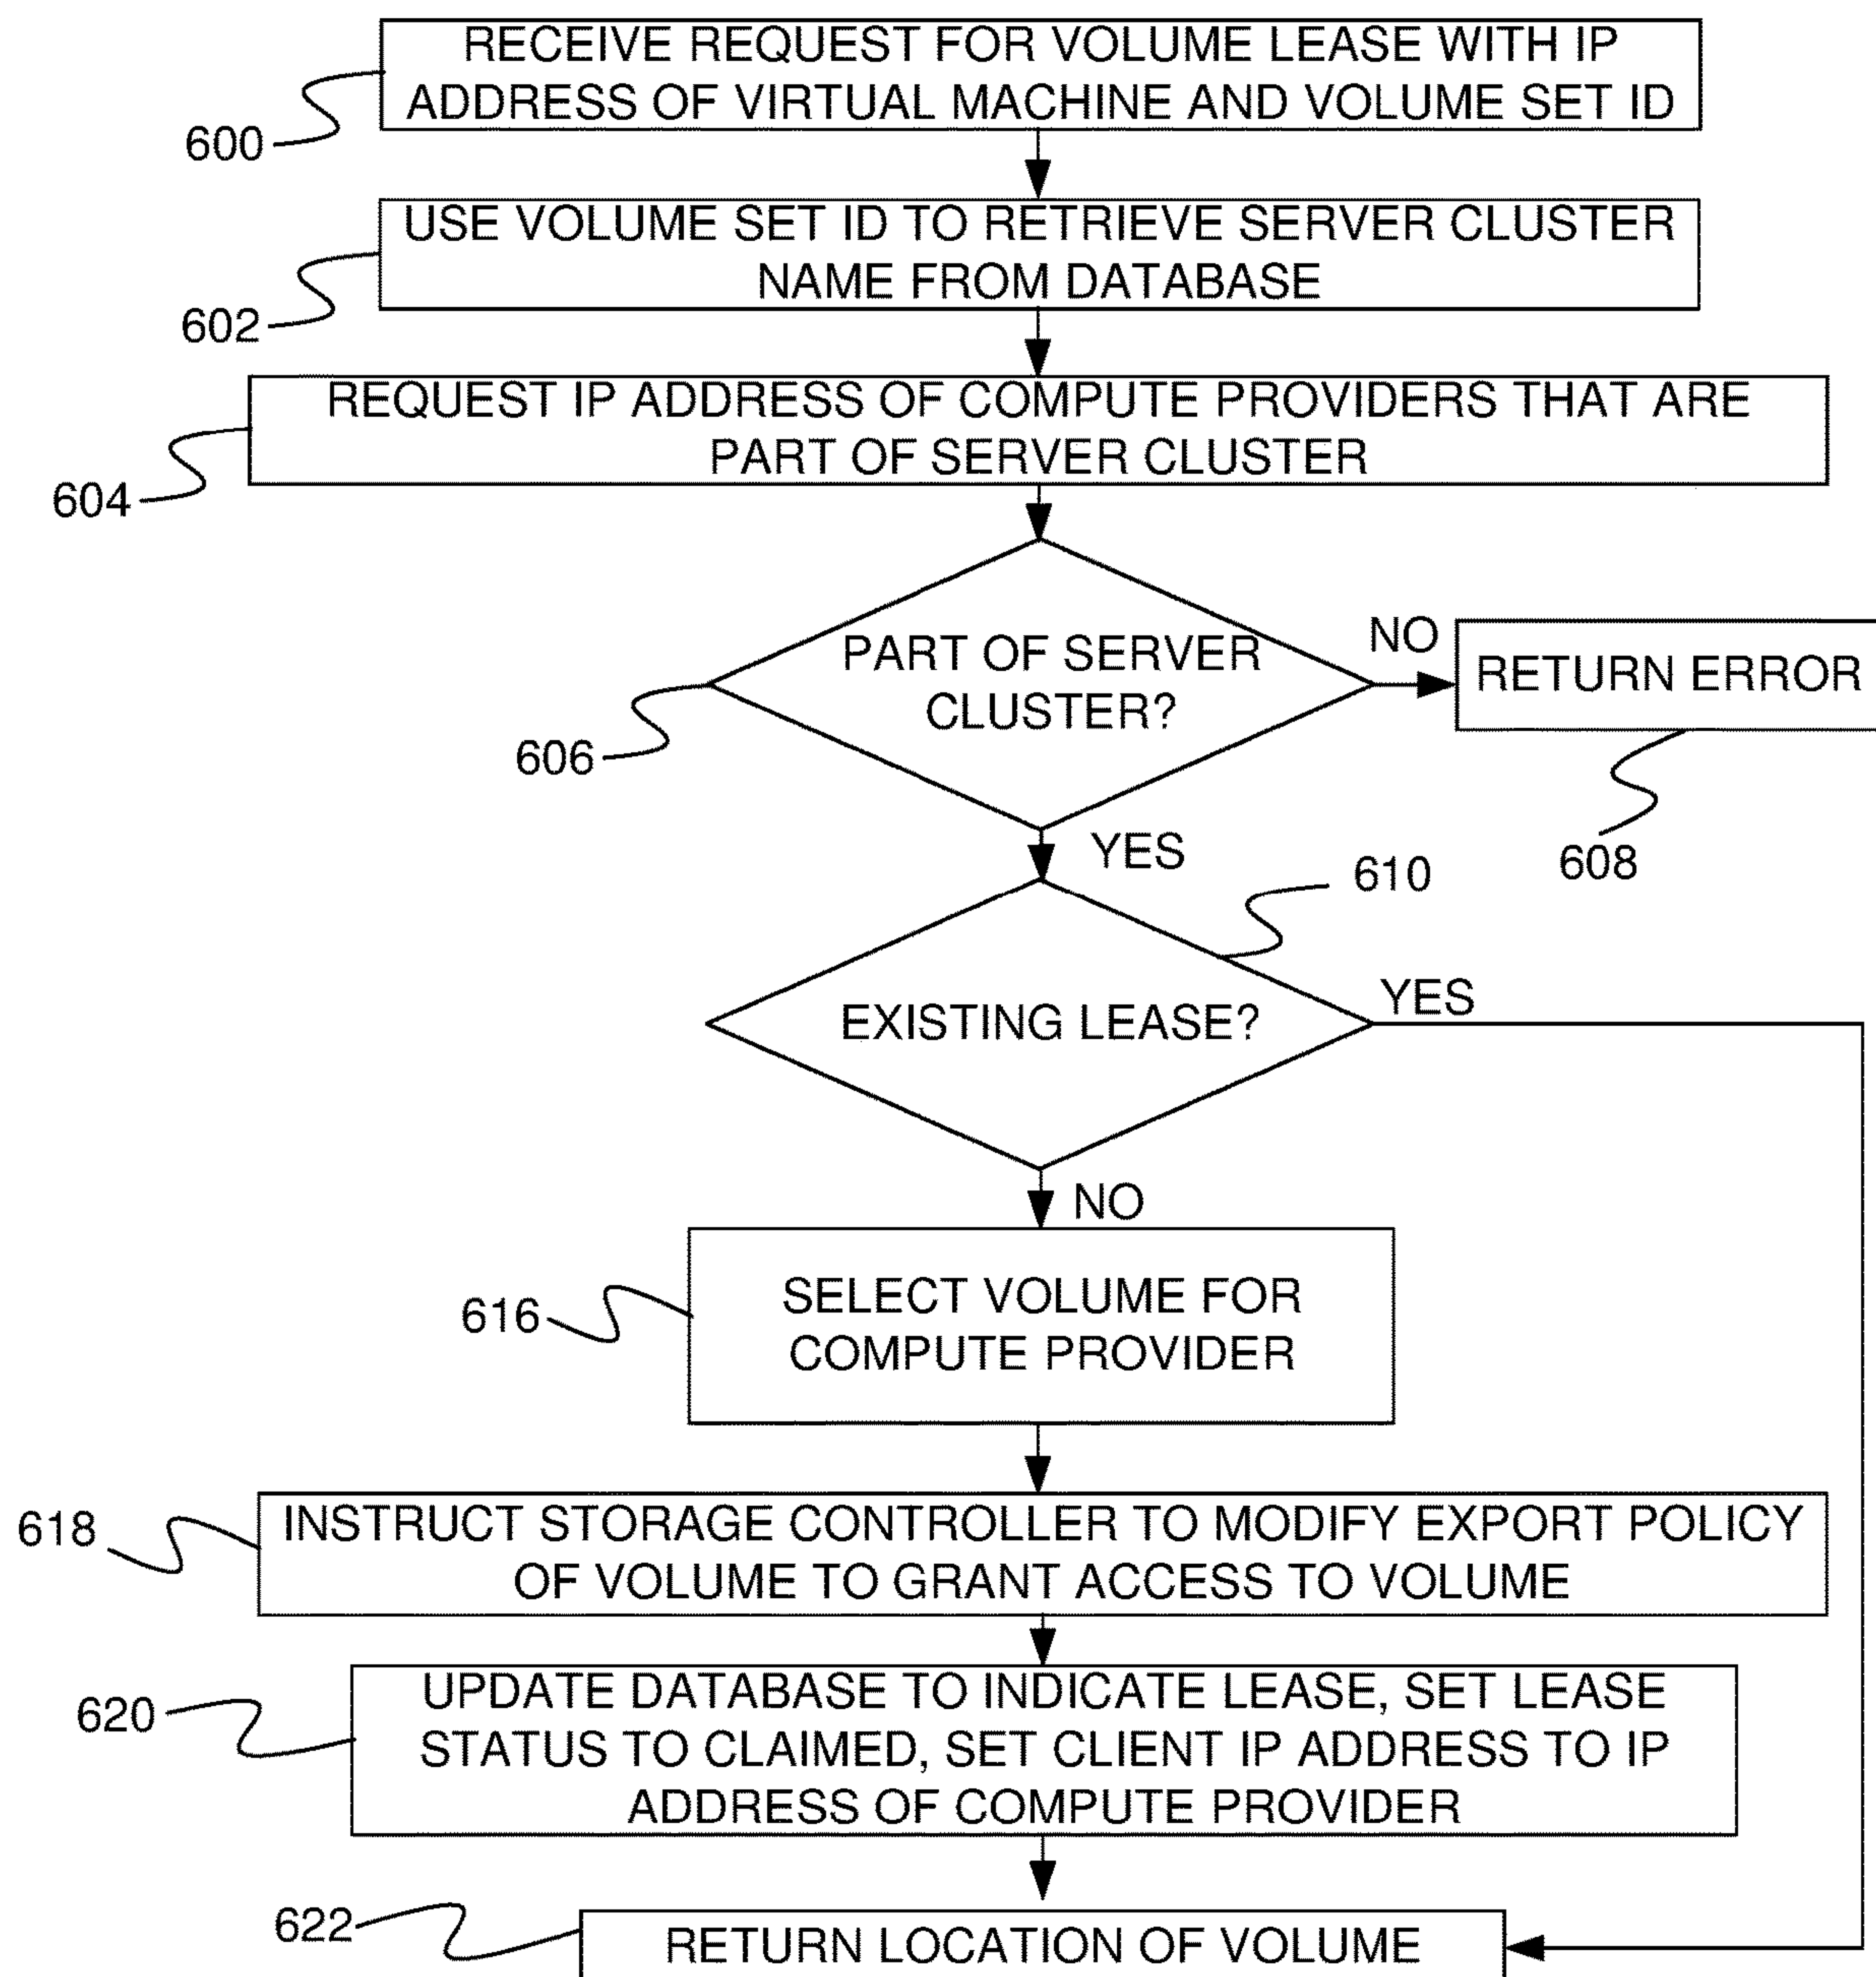 RECEIVE REQUEST FOR VOLUME LEASE WITH IP
ADDRESS OF VIRTUAL MACHINE AND VOLUME SET ID
600
USE VOLUME SET ID TO RETRIEVE SERVER CLUSTER
NAME FROM DATABASE
602
REQUEST IP ADDRESS OF COMPUTE PROVIDERS THAT ARE
PART OF SERVER CLUSTER
604
PART OF SERVER
CLUSTER?
606
NO
RETURN ERROR
608
YES
610
EXISTING LEASE?
YES
NO
SELECT VOLUME FOR
COMPUTE PROVIDER
616
INSTRUCT STORAGE CONTROLLER TO MODIFY EXPORT POLICY
OF VOLUME TO GRANT ACCESS TO VOLUME
618
UPDATE DATABASE TO INDICATE LEASE, SET LEASE
STATUS TO CLAIMED, SET CLIENT IP ADDRESS TO IP
ADDRESS OF COMPUTE PROVIDER
620
RETURN LOCATION OF VOLUME
622